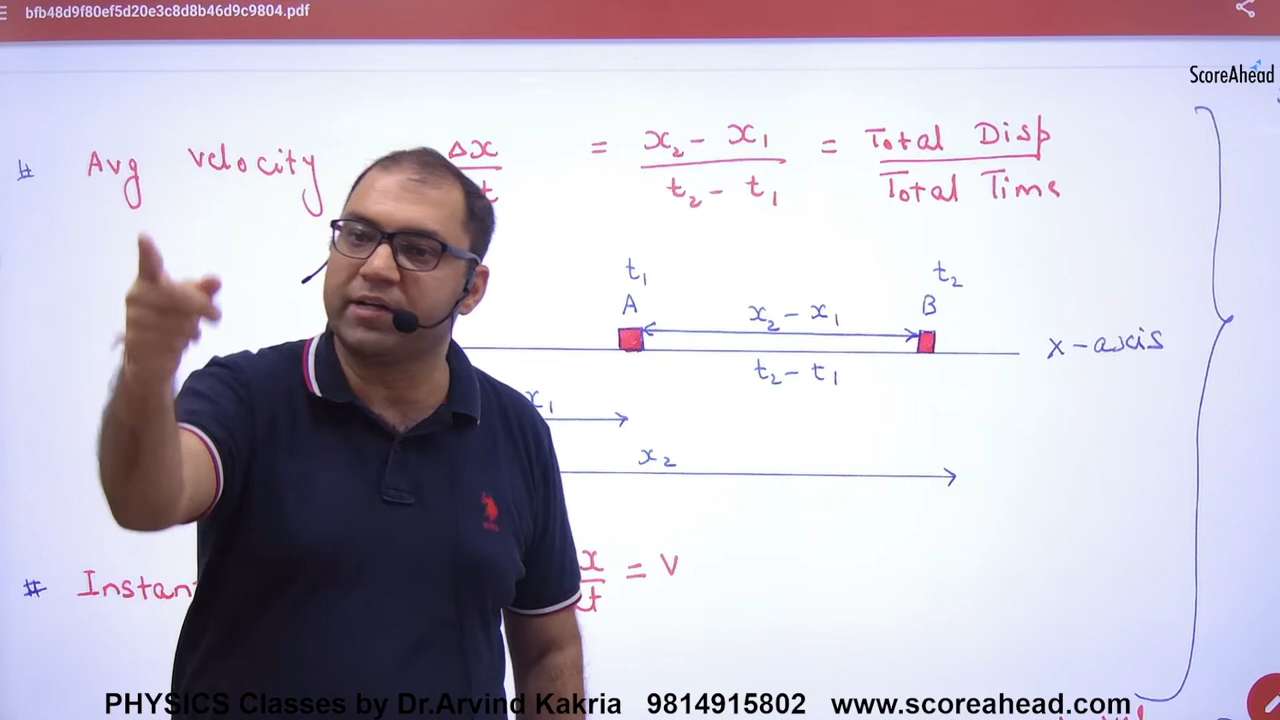 bfb48d9f80ef5d20e3c8d8b46d9c9804.pdf
ScoreAhead
# Avg velocity Δx = x₂ - x₁ = Total Disp
t t₂ - t₁ Total Time
t₁ t₂
A B
x₂ - x₁
x-axis
t₂ - t₁
x₁
x₂
# Instan x = V
t
PHYSICS Classes by Dr.Arvind Kakria 9814915802 www.scoreahead.com